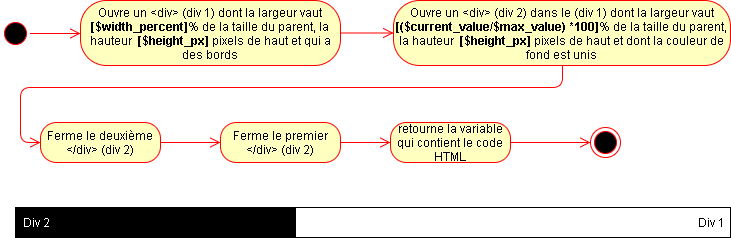 Ouvre un <div> (div 1) dont la largeur vaut
[$width_percent]% de la taille du parent, la
hauteur [$height_px] pixels de haut et qui a
des bords
Ouvre un <div> (div 2) dans le (div 1) dont la largeur vaut
[($current_value/$max_value) *100]% de la taille du parent,
la hauteur [$height_px] pixels de haut et dont la couleur de
fond est unis
Ferme le deuxième
</div> (div 2)
Ferme le premier
</div> (div 2)
retourne la variable
qui contient le code
HTML
Div 2
Div 1